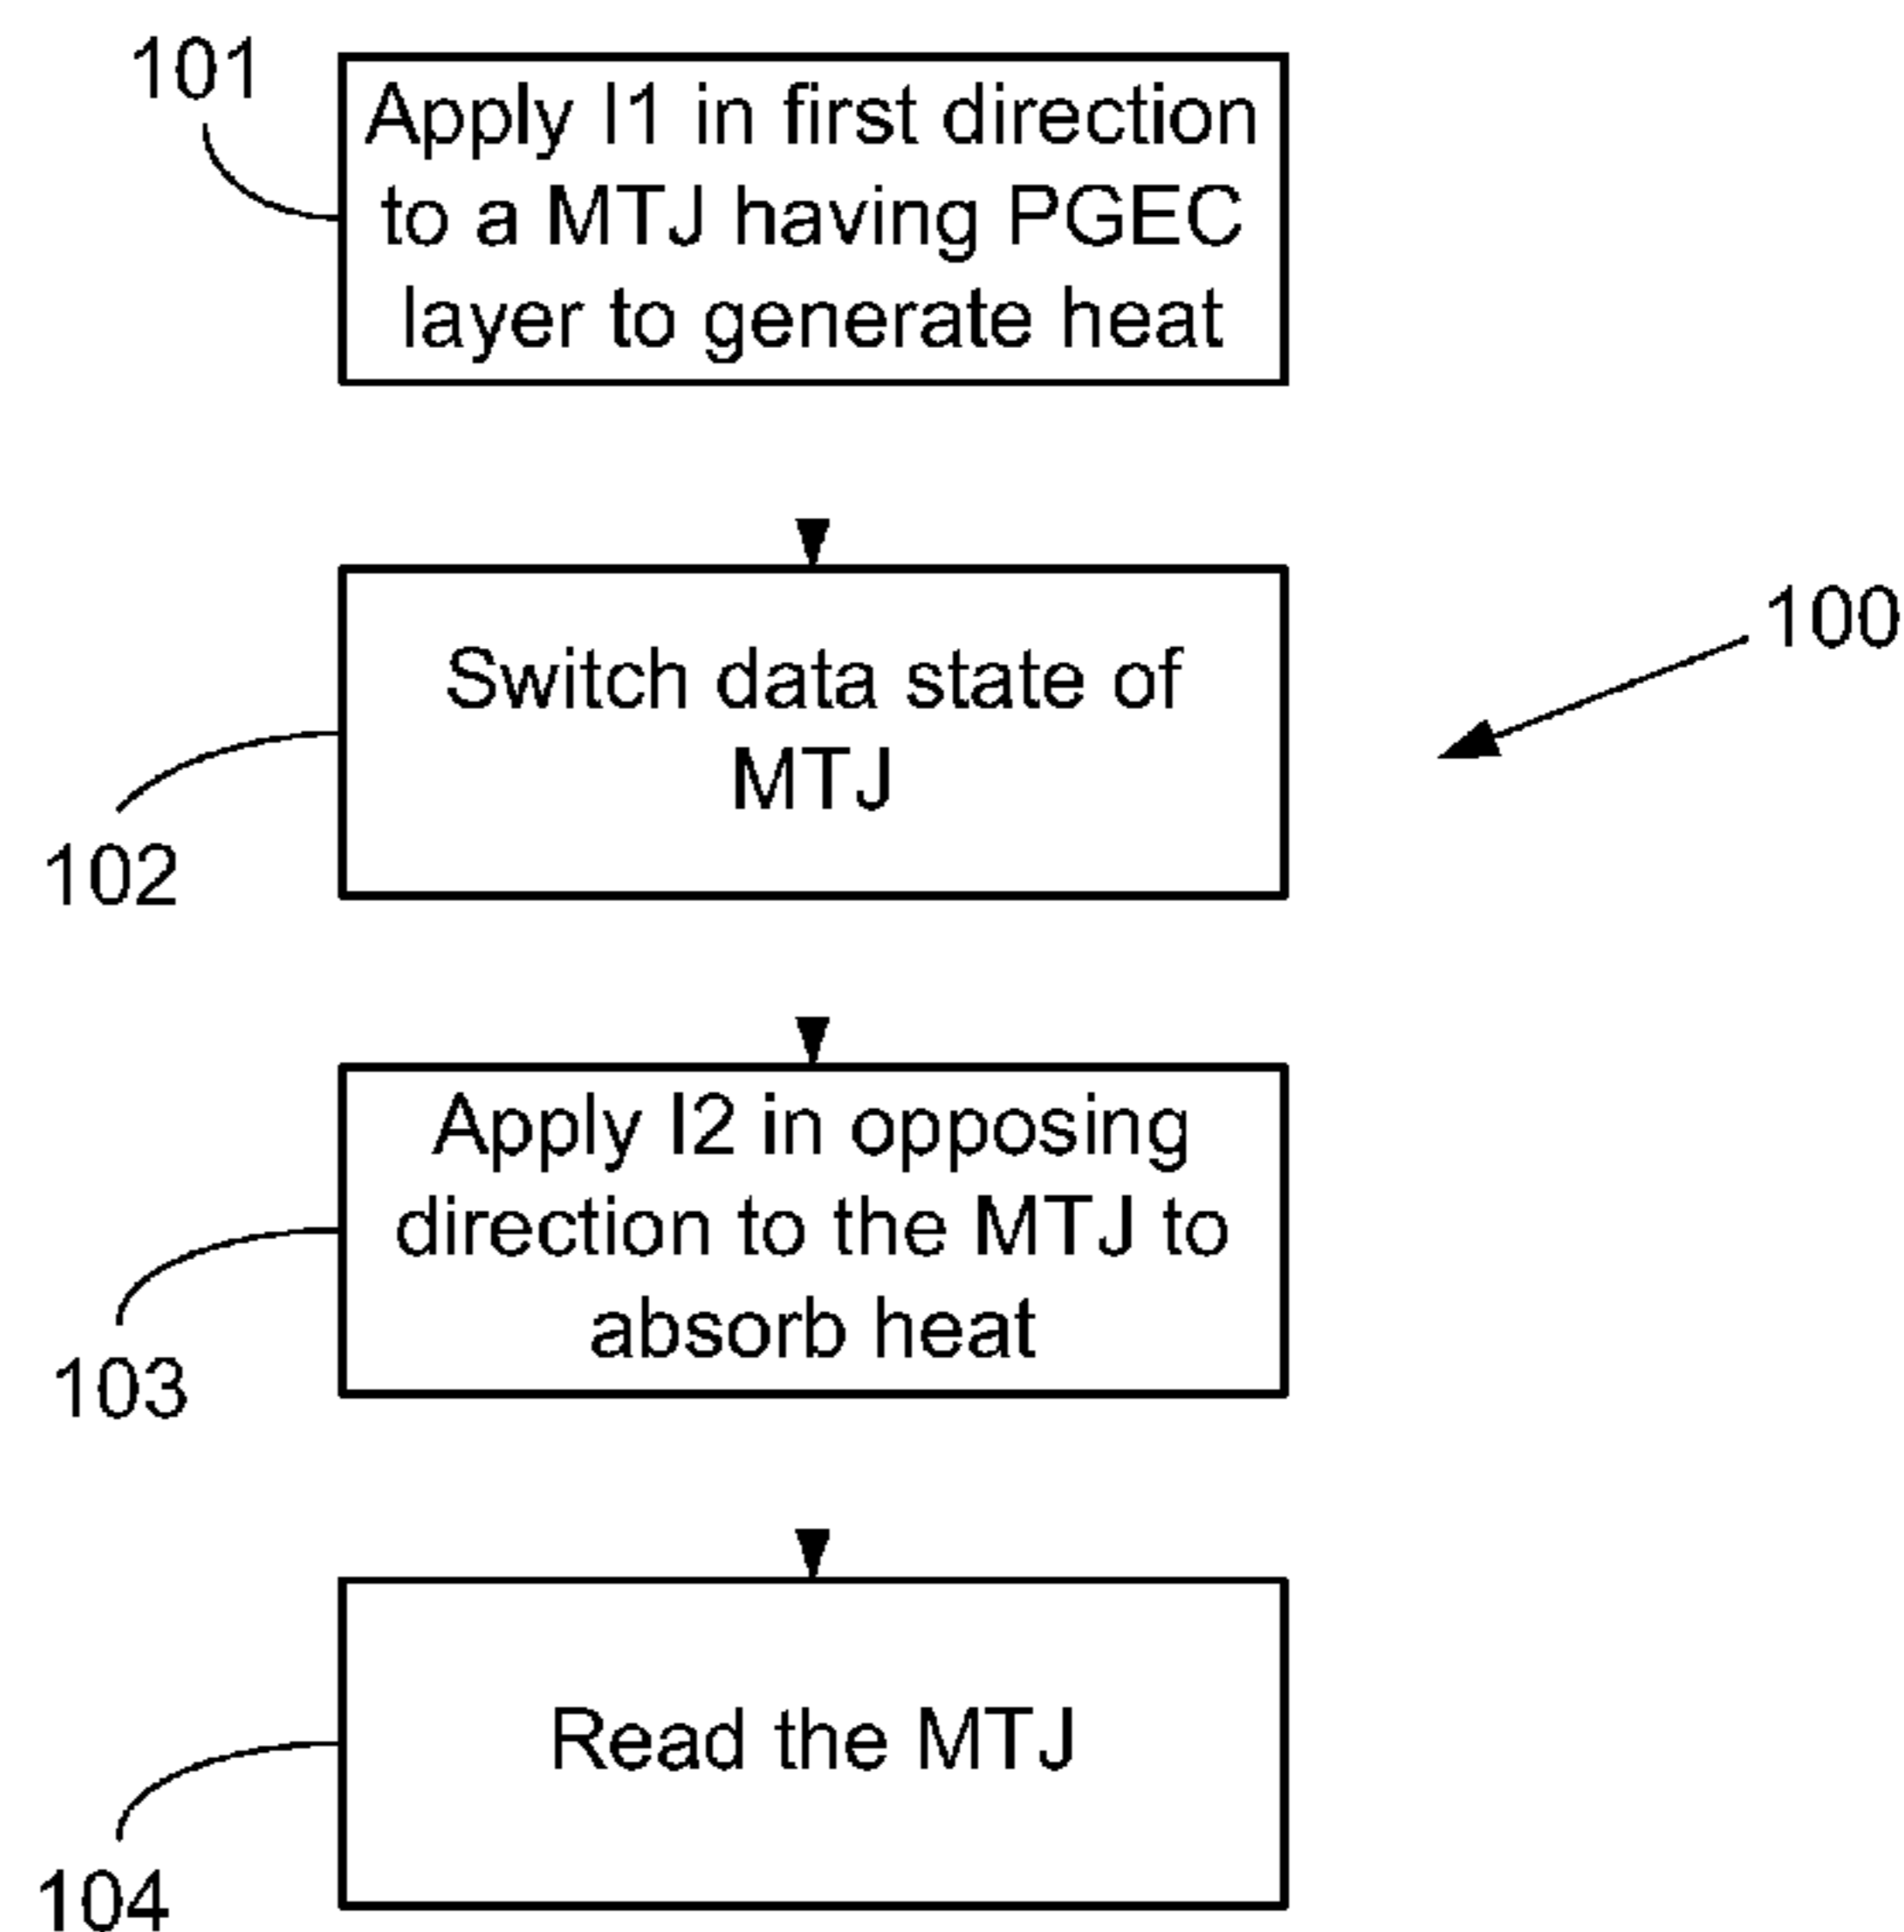 101
Apply I1 in first direction
to a MTJ having PGEC
layer to generate heat
Switch data state of
MTJ
100
102
Apply I2 in opposing
direction to the MTJ to
absorb heat
103
Read the MTJ
104